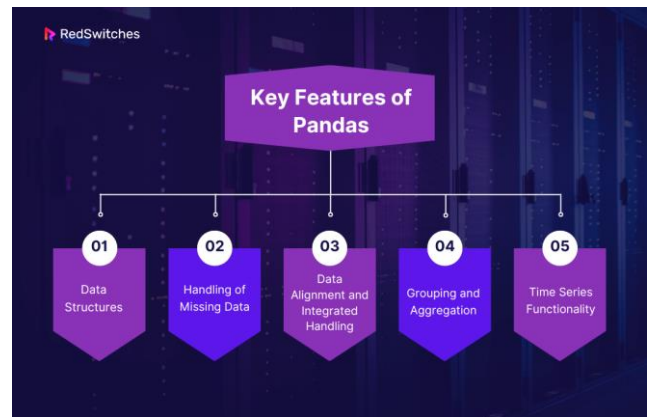 RedSwitches
Key Features of
Pandas
01
Data
Structures
02
Handling of
Missing Data
03
Data
Alignment and
Integrated
Handling
04
Grouping and
Aggregation
05
Time Series
Functionality